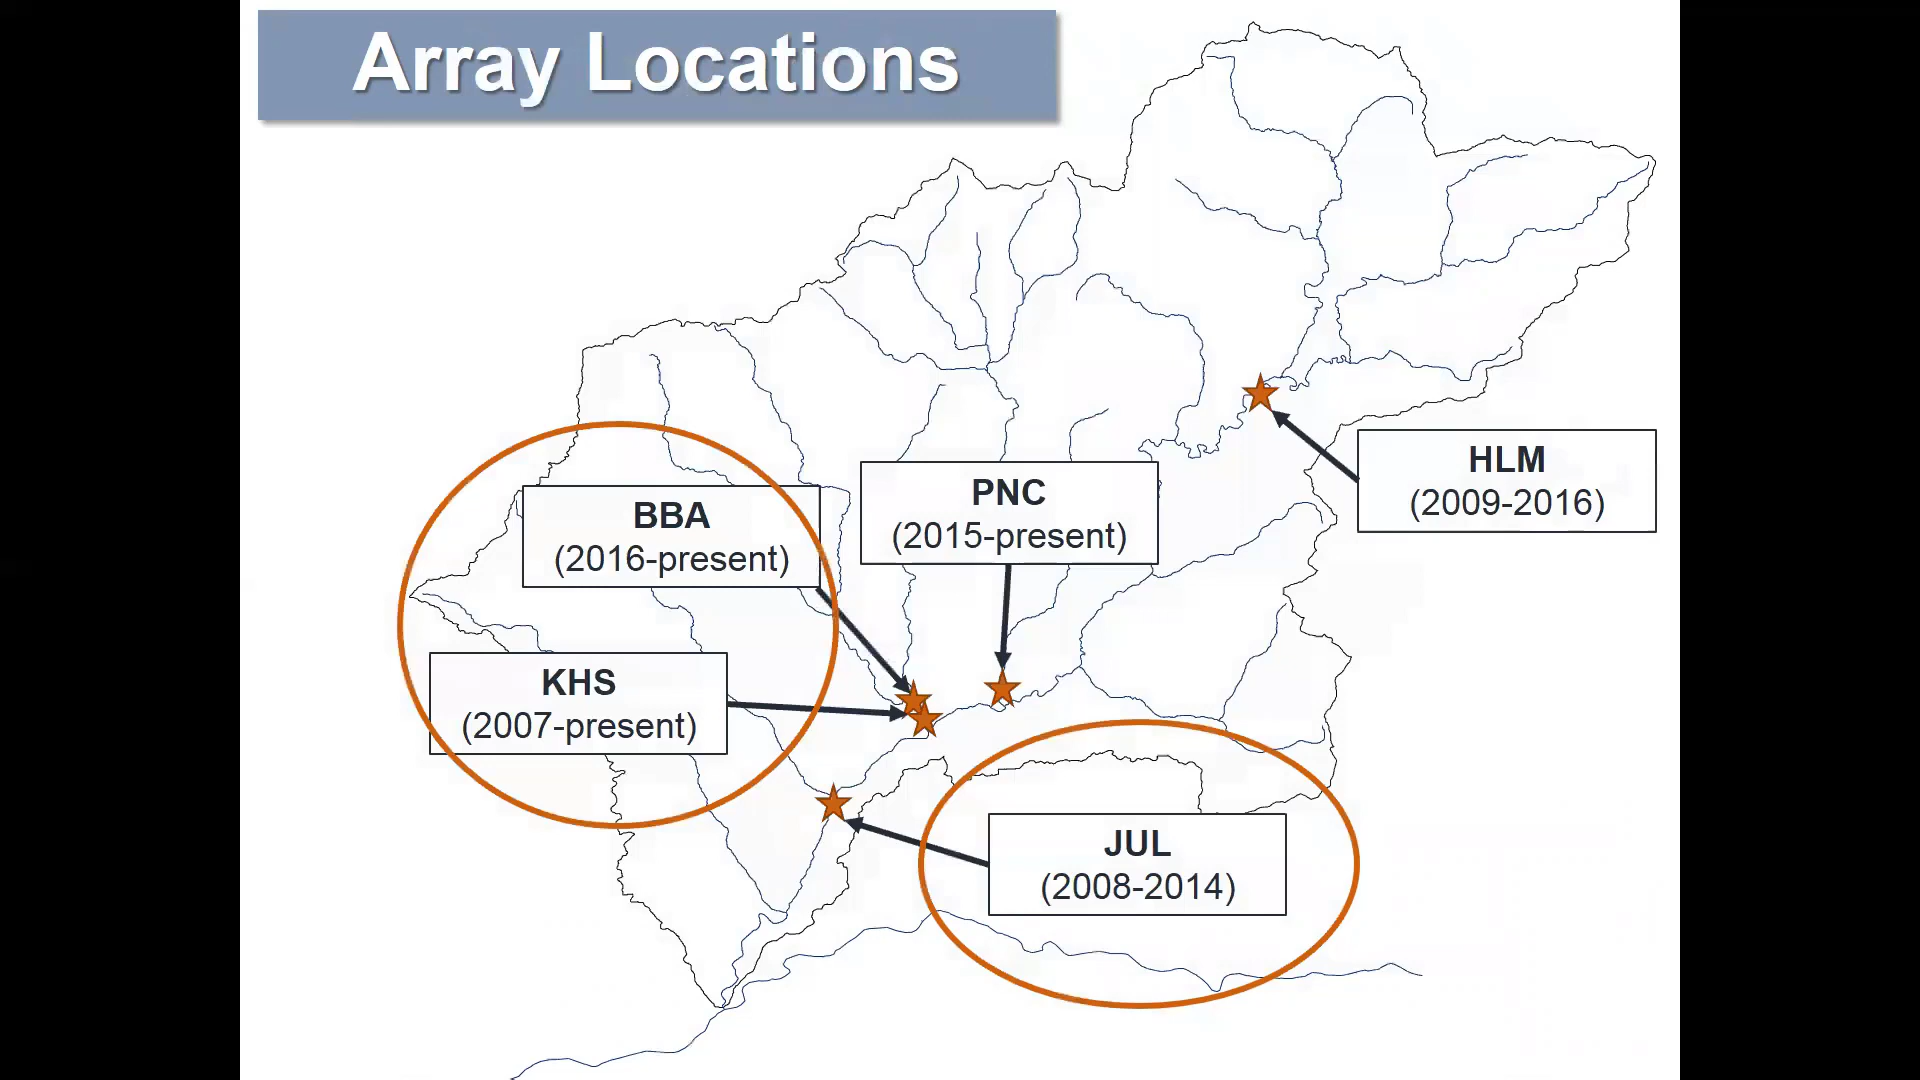 Array Locations
HLM
(2009-2016)
PNC
(2015-present)
BBA
(2016-present)
KHS
(2007-present)
JUL
(2008-2014)